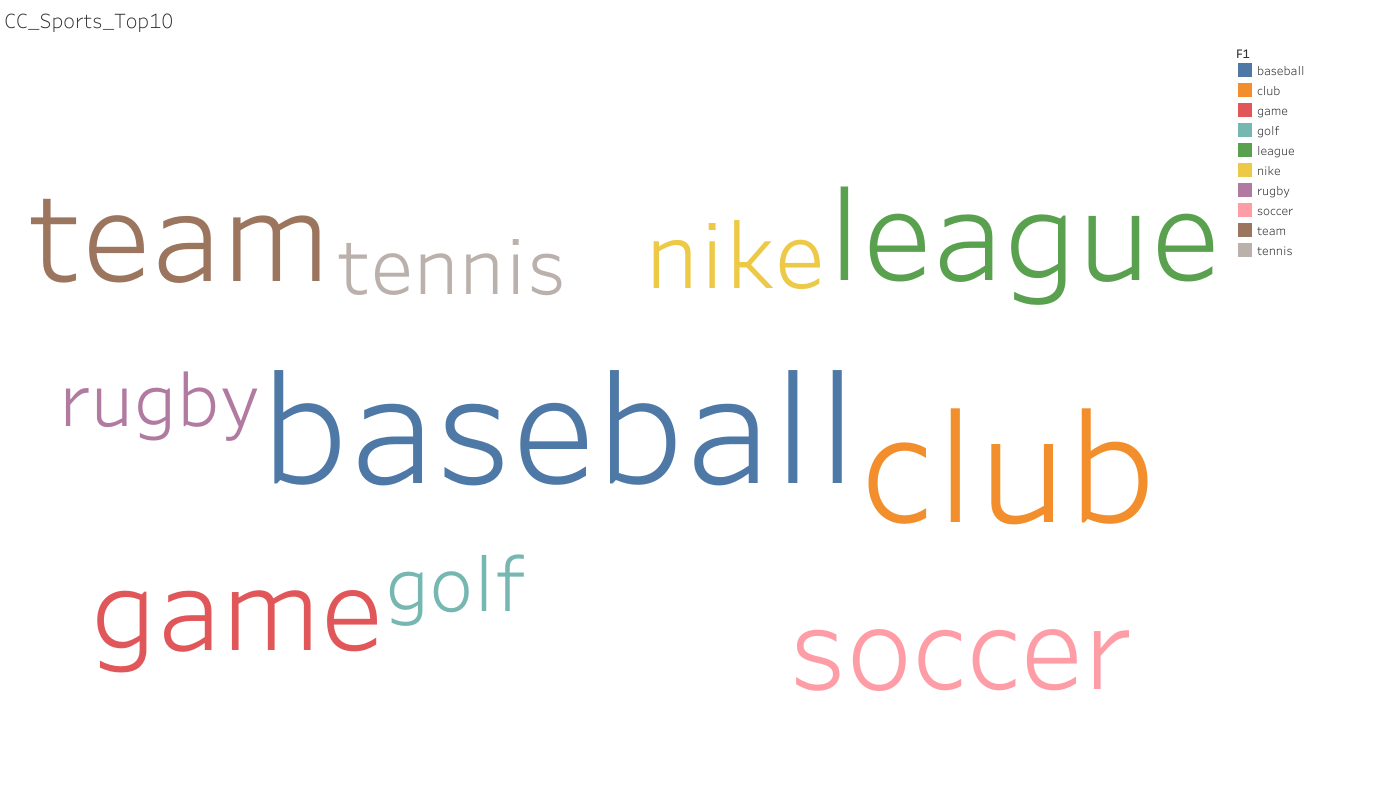 CC_Sports_Top10
F1
baseball
club
game
golf
league
nike
rugby
soccer
team
tennis
team tennis nike league
rugby baseball club
game golf soccer